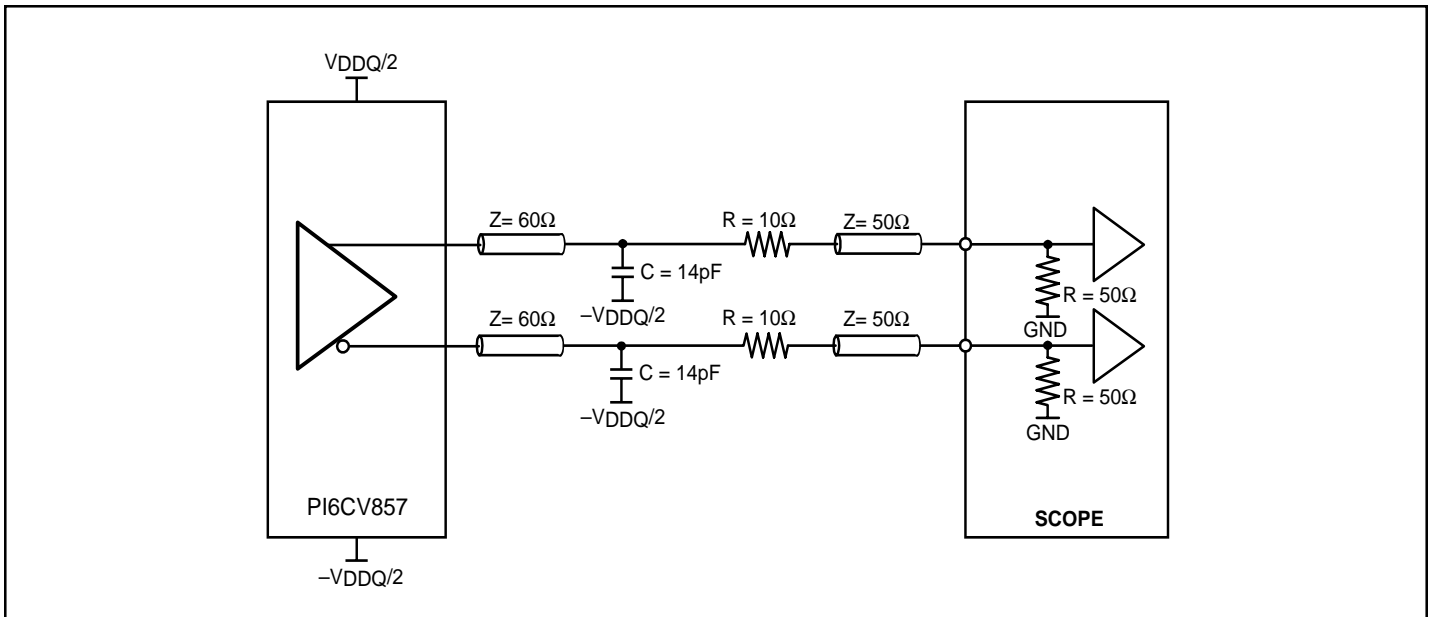 VDDQ/2
Z= 60Ω
R = 10Ω
Z= 50Ω
C = 14pF
–VDDQ/2
R = 50Ω
GND
Z= 60Ω
R = 10Ω
Z= 50Ω
C = 14pF
–VDDQ/2
R = 50Ω
GND
PI6CV857
SCOPE
–VDDQ/2